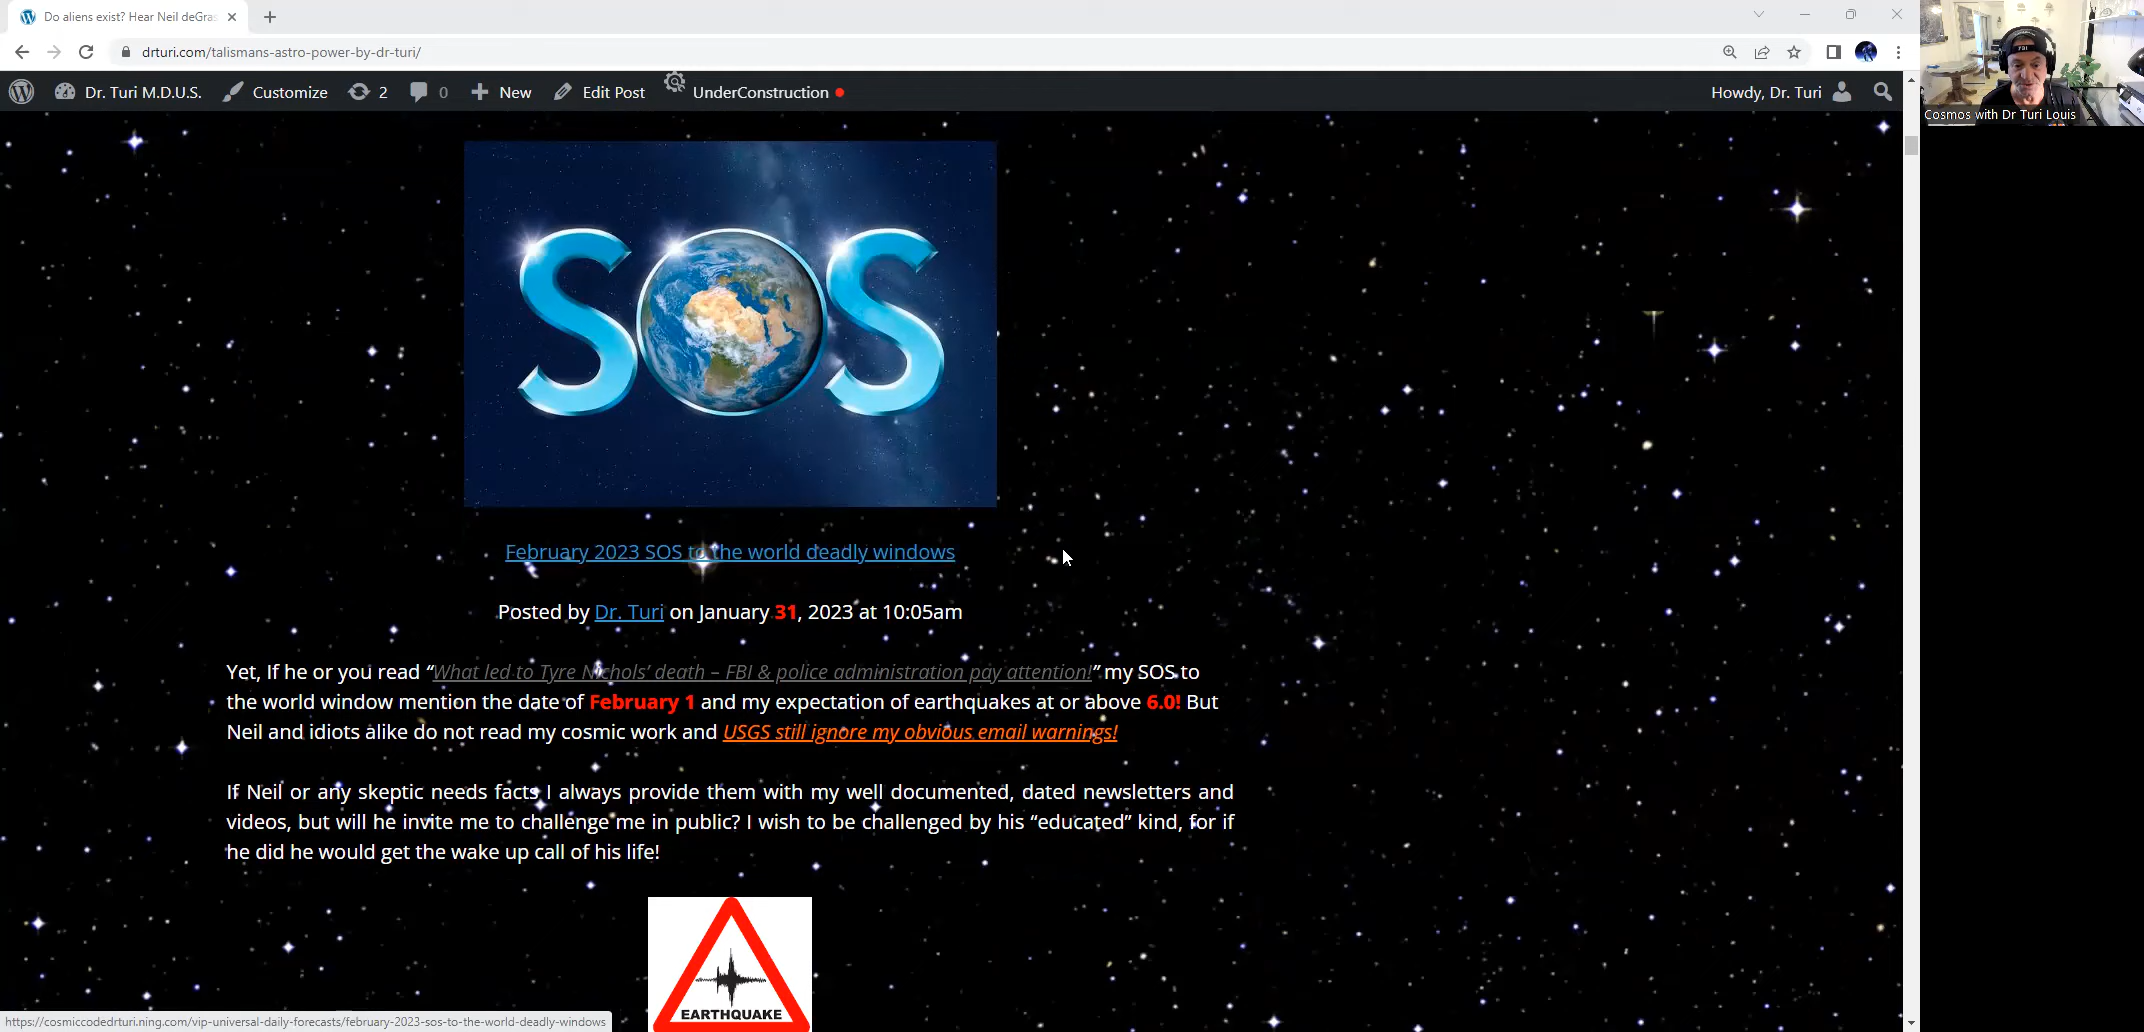 Do aliens exist? Hear Neil deGras
drturi.com/talismans-astro-power-by-dr-turi/
Dr. Turi M.D.U.S.
Customize
2
0
New
Edit Post
UnderConstruction
Howdy, Dr. Turi
FBI
Cosmos with Dr Turi Louis
SOS
February 2023 SOS to the world deadly windows
Posted by Dr. Turi on January 31, 2023 at 10:05am
Yet, If he or you read “What led to Tyre Nichols’ death – FBI & police administration pay attention!” my SOS to
the world window mention the date of February 1 and my expectation of earthquakes at or above 6.0! But
Neil and idiots alike do not read my cosmic work and USGS still ignore my obvious email warnings!
If Neil or any skeptic needs facts I always provide them with my well documented, dated newsletters and
videos, but will he invite me to challenge me in public? I wish to be challenged by his “educated” kind, for if
he did he would get the wake up call of his life!
EARTHQUAKE
https://cosmiccodedrturi.ning.com/vip-universal-daily-forecasts/february-2023-sos-to-the-world-deadly-windows